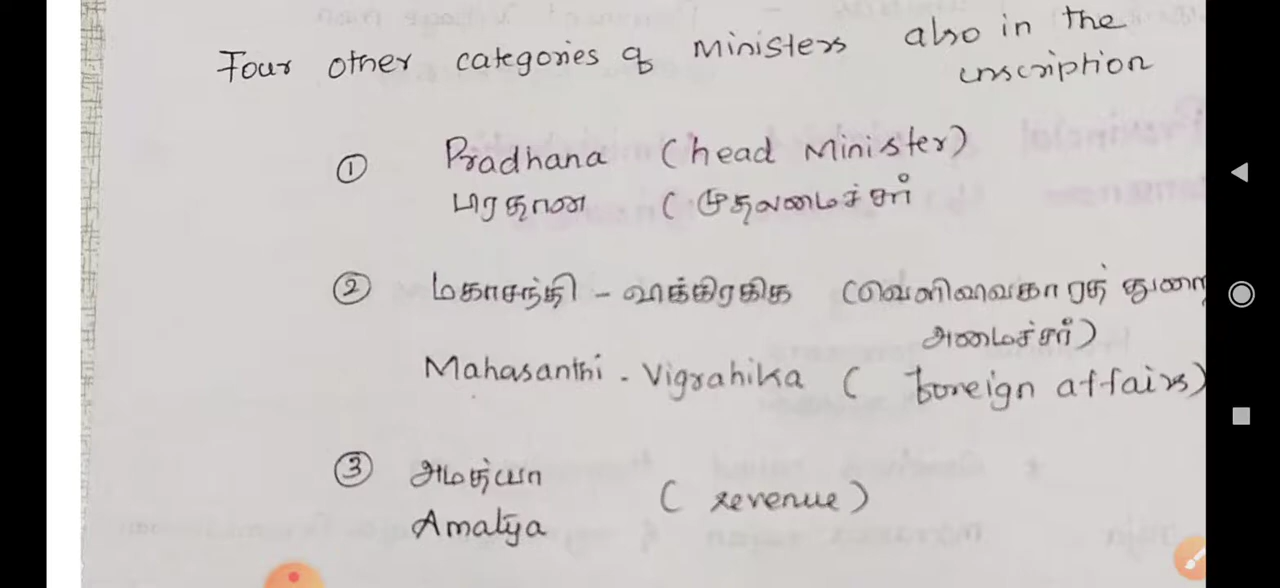 Four other categories of Ministers also in the
inscription
① Pradhana (head Minister)
பிரதான (முதலமைச்சர்
② மகாசந்தி - விக்கிரகிக (வெளிவிவகாரத் துறை
அமைச்சர்)
Mahasanthi - Vigrahika (foreign affairs)
③ அமத்யா
(revenue)
Amatya